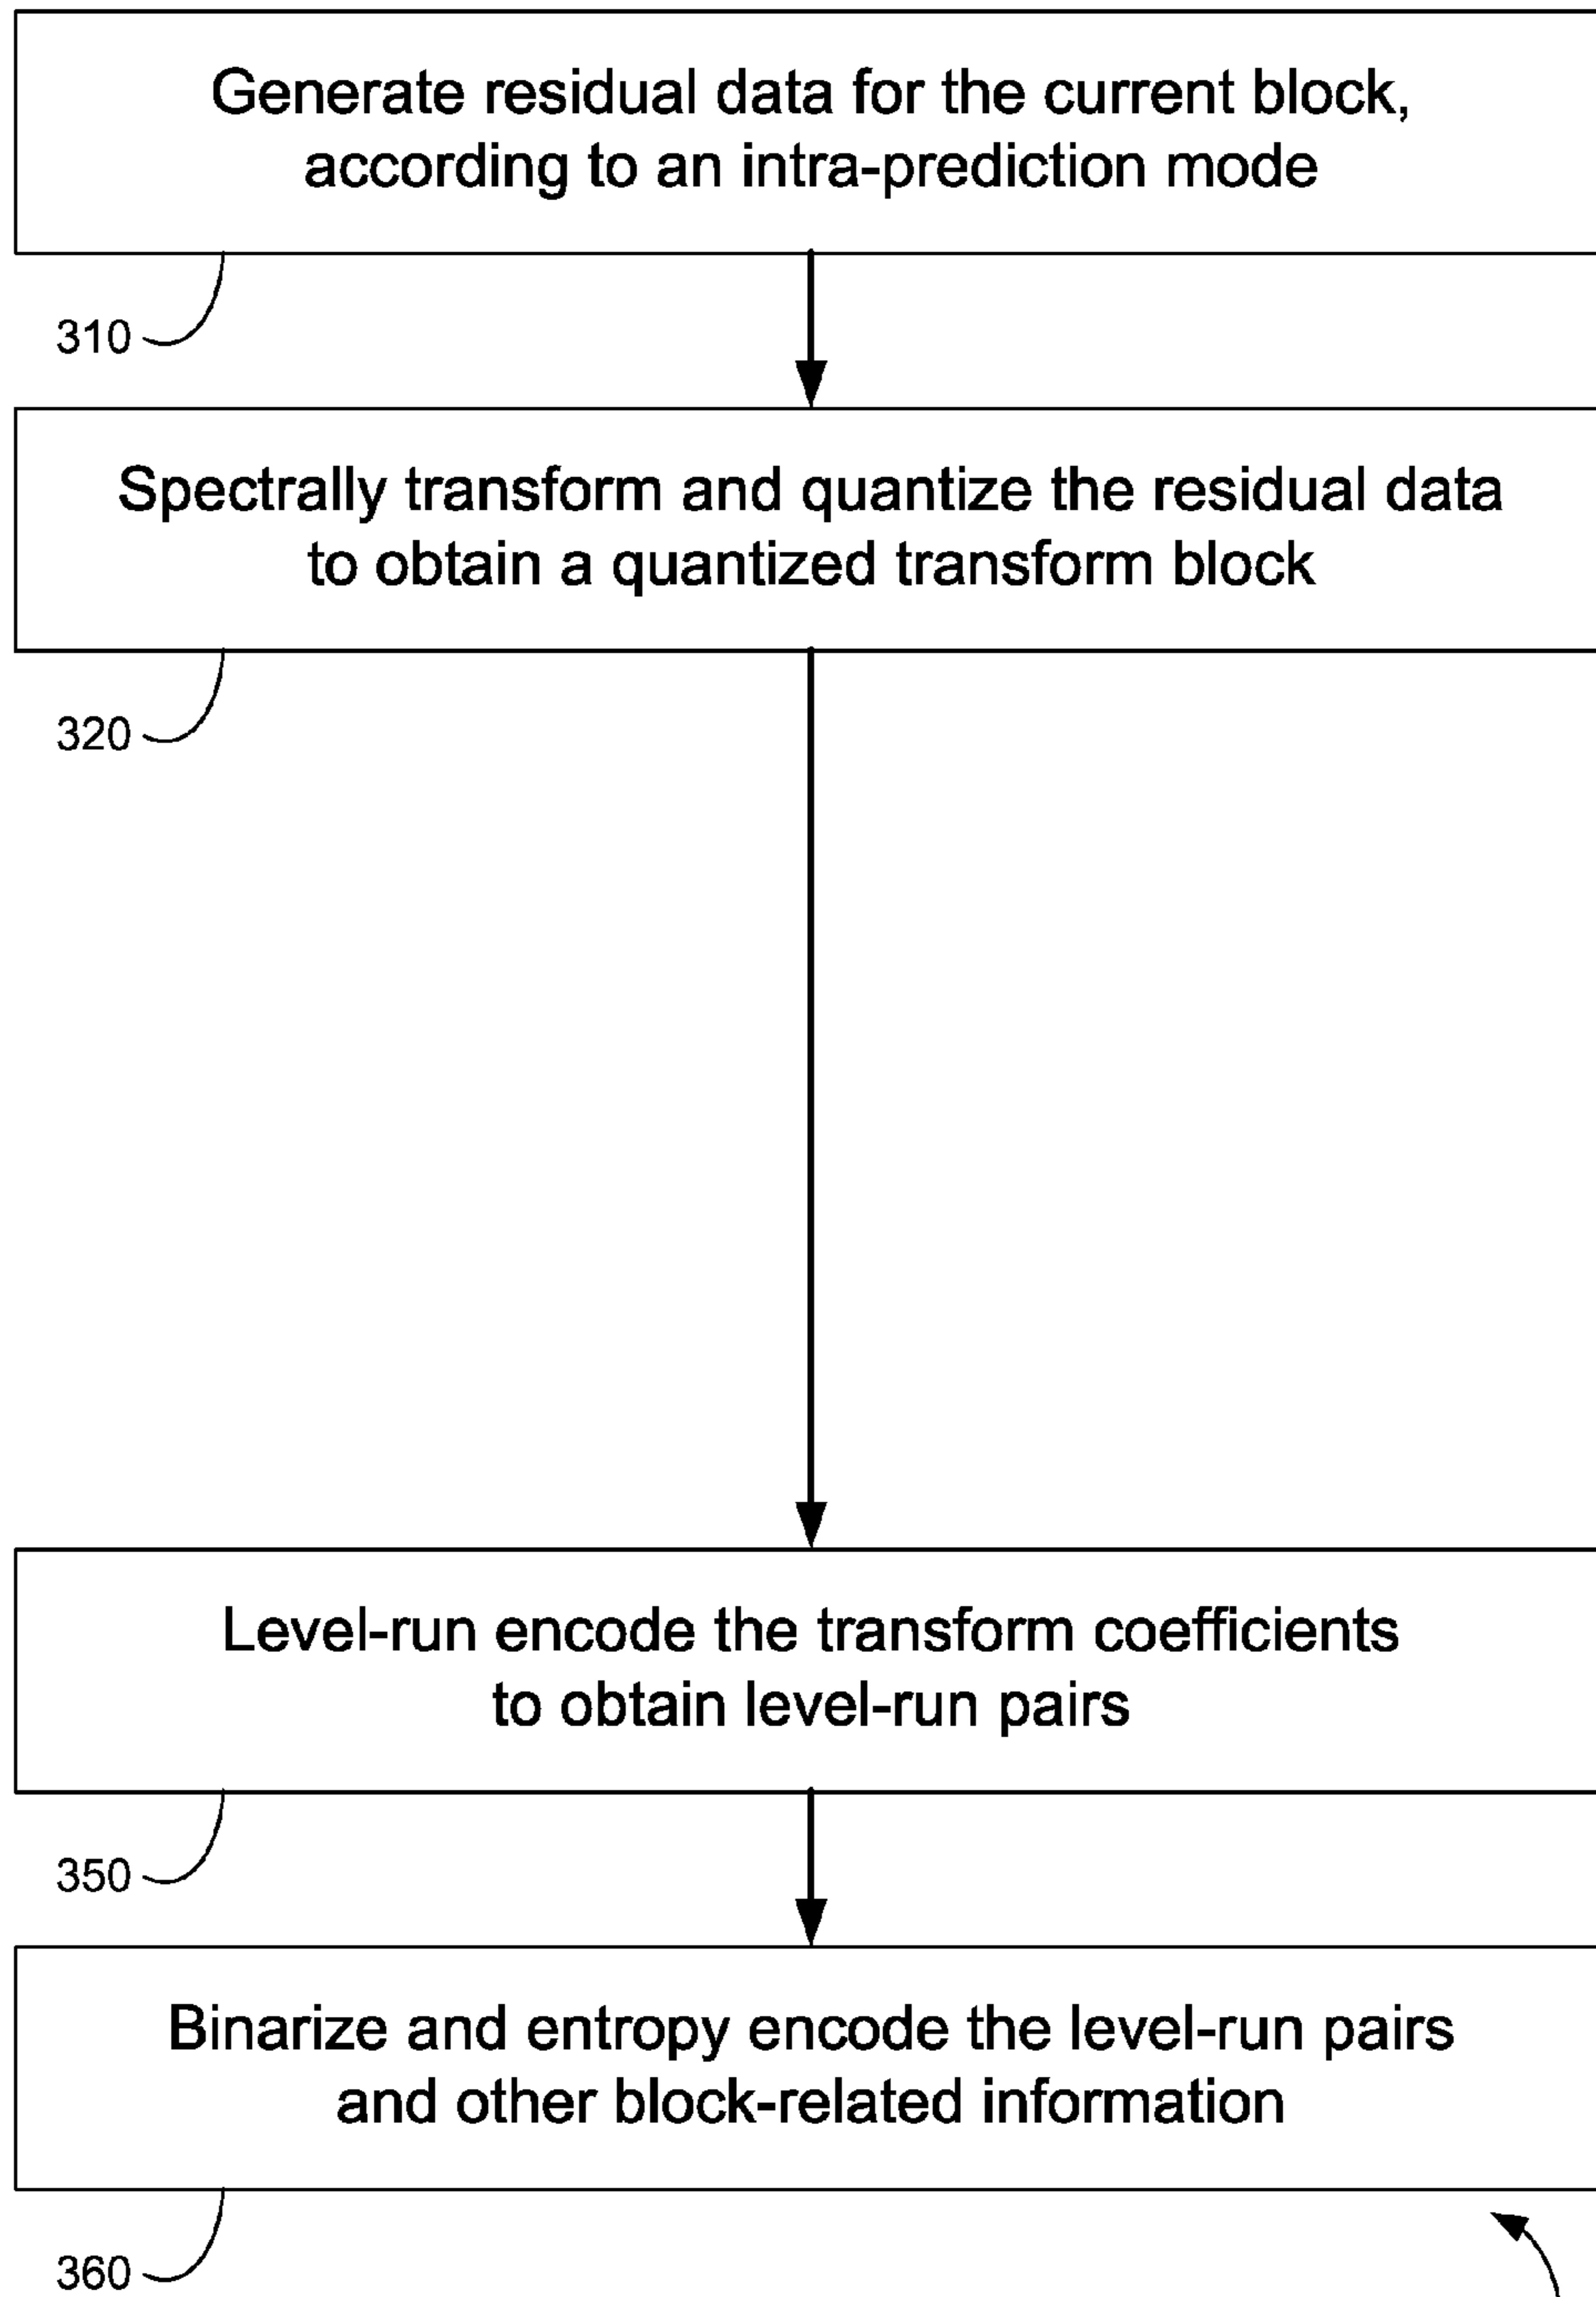 Generate residual data for the current block,
according to an intra-prediction mode
310
Spectrally transform and quantize the residual data
to obtain a quantized transform block
320
Level-run encode the transform coefficients
to obtain level-run pairs
350
Binarize and entropy encode the level-run pairs
and other block-related information
360